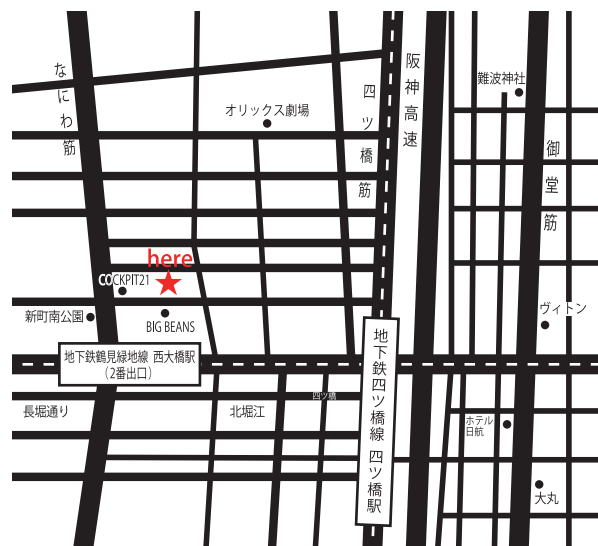 なにわ筋
オリックス劇場
四ツ橋筋
阪神高速
難波神社
御堂筋
here
COCKPIT21
新町南公園
BIG BEANS
ヴィトン
地下鉄鶴見緑地線 西大橋駅
（2番出口）
地下鉄四ツ橋線 四ツ橋駅
長堀通り
北堀江
四ツ橋
ホテル
日航
大丸